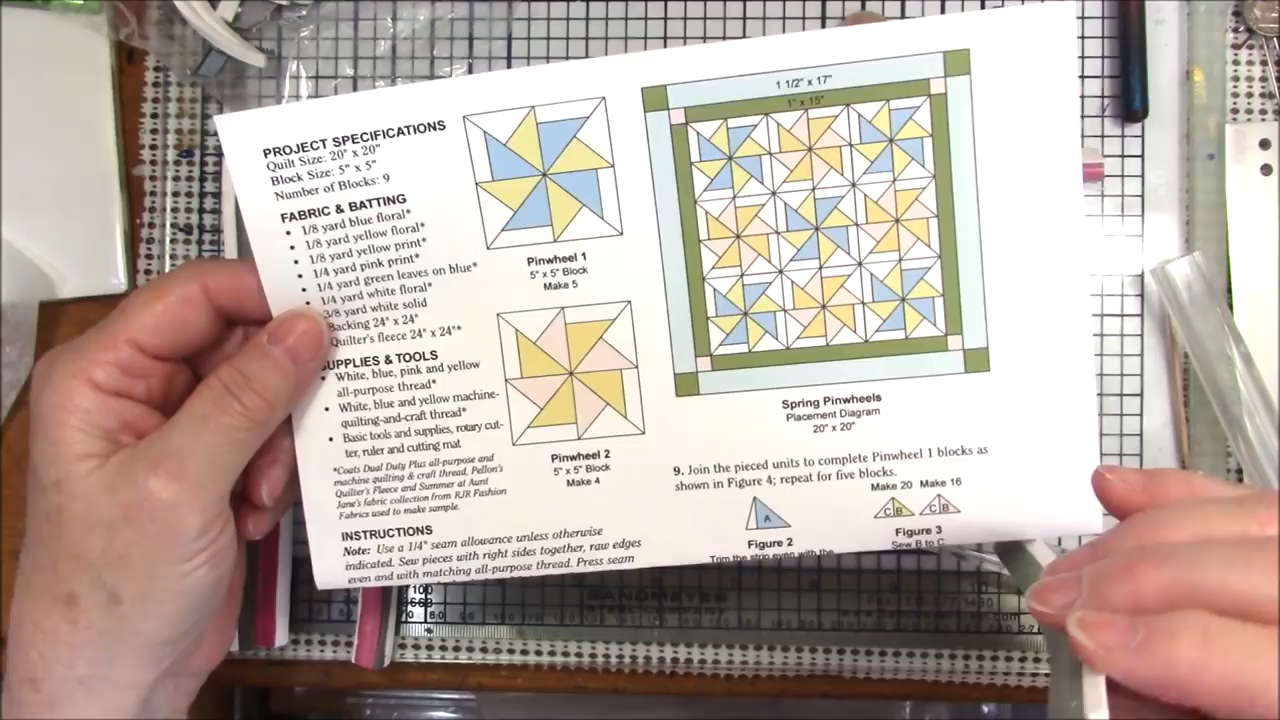 PROJECT SPECIFICATIONS
Quilt Size: 20" x 20"
Block Size: 5" x 5"
Number of Blocks: 9
FABRIC & BATTING
• 1/8 yard blue floral*
• 1/8 yard yellow floral*
• 1/8 yard yellow print*
• 1/4 yard pink print*
• 1/4 yard green leaves on blue*
• 1/4 yard white floral*
3/8 yard white solid
Backing 24" x 24"
Quilter's fleece 24" x 24"*
SUPPLIES & TOOLS
• White, blue, pink and yellow
all-purpose thread*
• White, blue and yellow machine-
quilting-and-craft thread*
• Basic tools and supplies, rotary cut-
ter, ruler and cutting mat
*Coats Dual Duty Plus all-purpose and
machine quilting & craft thread, Pellon's
Quilter's Fleece and Summer at Aunt
Jane's fabric collection from RJR Fashion
Fabrics used to make sample.
INSTRUCTIONS
Note: Use a 1/4" seam allowance unless otherwise
indicated. Sew pieces with right sides together, raw edges
even and with matching all-purpose thread. Press seam
Pinwheel 1
5" x 5" Block
Make 5
Pinwheel 2
5" x 5" Block
Make 4
1 1/2" x 17"
1" x 15"
Spring Pinwheels
Placement Diagram
20" x 20"
9. Join the pieced units to complete Pinwheel 1 blocks as
shown in Figure 4; repeat for five blocks.
Make 20 Make 16
A
C B C B
Figure 2
Trim the strip even with the
Figure 3
Sew B to C
100
80